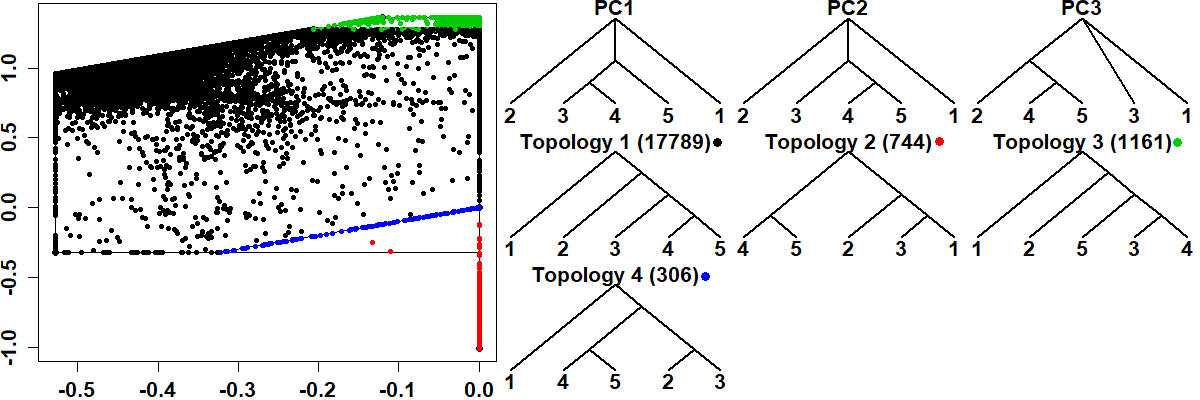 PC1 PC2 PC3
2 3 4 5 1 2 3 4 5 1 2 4 5 3 1
Topology 1 (17789) Topology 2 (744) Topology 3 (1161)
1 2 3 4 5 4 5 2 3 1 1 2 5 3 4
Topology 4 (306)
1 4 5 2 3
1.0
0.5
0.0
-0.5
-1.0
-0.5 -0.4 -0.3 -0.2 -0.1 0.0